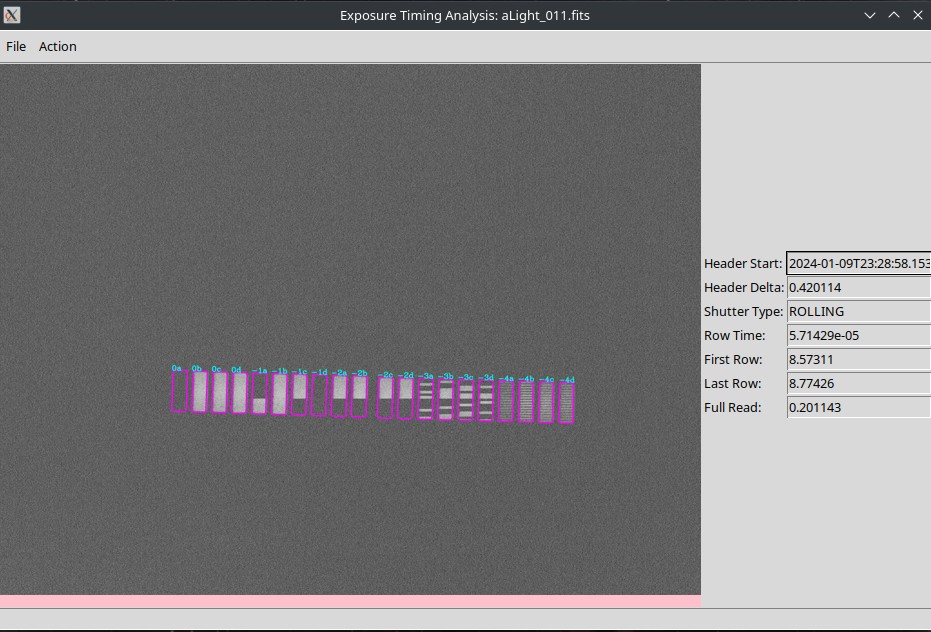 Exposure Timing Analysis: aLight_011.fits
File Action
Header Start: 2024-01-09T23:28:58.153
Header Delta: 0.420114
Shutter Type: ROLLING
Row Time: 5.71429e-05
First Row: 8.57311
Last Row: 8.77426
Full Read: 0.201143
0a 0b 0c 0d -1a -1b -1c -1d -2a -2b -2c -2d -3a -3b -3c -3d -4a -4b -4c -4d